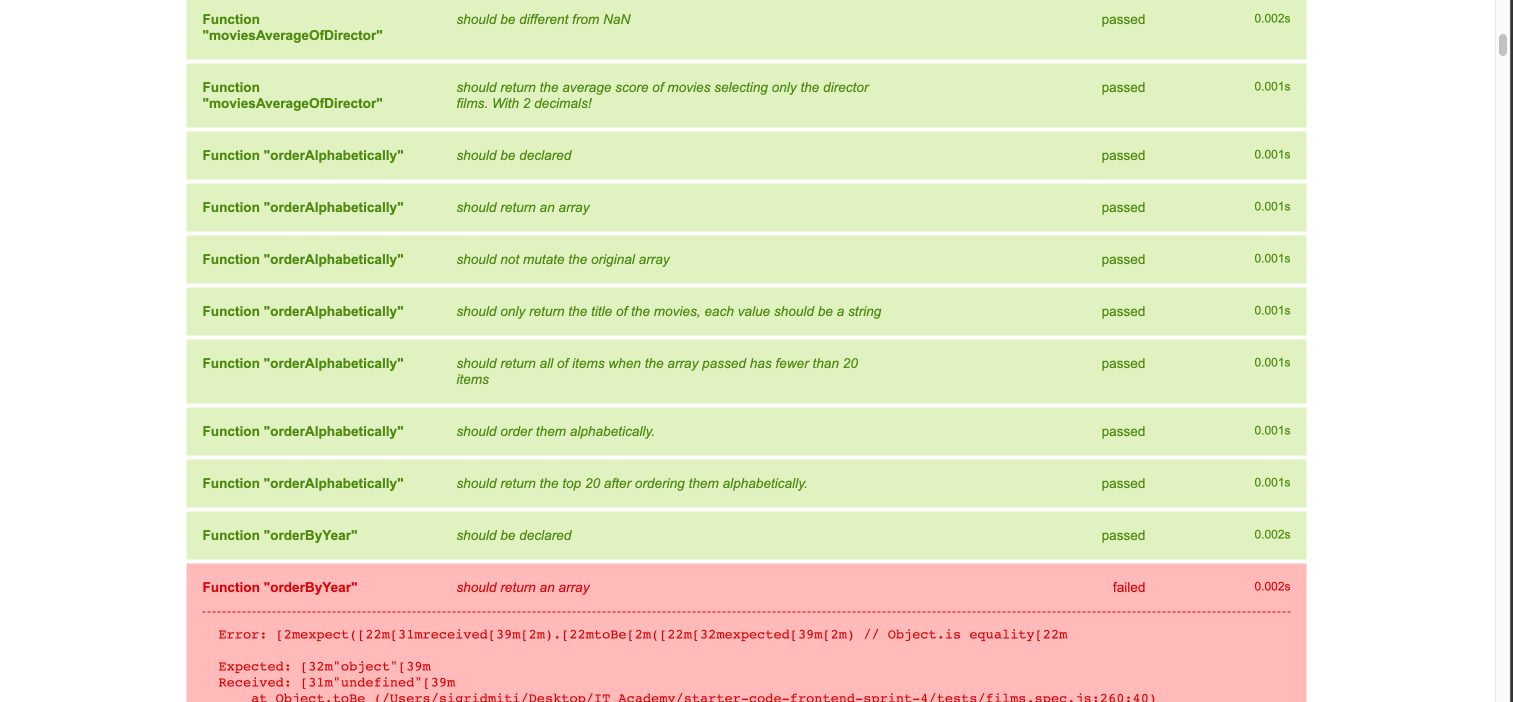 Function should be different from NaN passed 0.002s
"moviesAverageOfDirector"
Function should return the average score of movies selecting only the director passed 0.001s
"moviesAverageOfDirector" films. With 2 decimals!
Function "orderAlphabetically" should be declared passed 0.001s
Function "orderAlphabetically" should return an array passed 0.001s
Function "orderAlphabetically" should not mutate the original array passed 0.001s
Function "orderAlphabetically" should only return the title of the movies, each value should be a string passed 0.001s
Function "orderAlphabetically" should return all of items when the array passed has fewer than 20 passed 0.001s
items
Function "orderAlphabetically" should order them alphabetically. passed 0.001s
Function "orderAlphabetically" should return the top 20 after ordering them alphabetically. passed 0.001s
Function "orderByYear" should be declared passed 0.002s
Function "orderByYear" should return an array failed 0.002s
Error: [2mexpect([22m[31mreceived[39m[2m).[22mtoBe[2m([22m[32mexpected[39m[2m) // Object.is equality[22m
Expected: [32m"object"[39m
Received: [31m"undefined"[39m
at Object.toBe (/Users/sigridmiti/Desktop/IT Academy/starter-code-frontend-sprint-4/tests/films.spec.js:260:40)